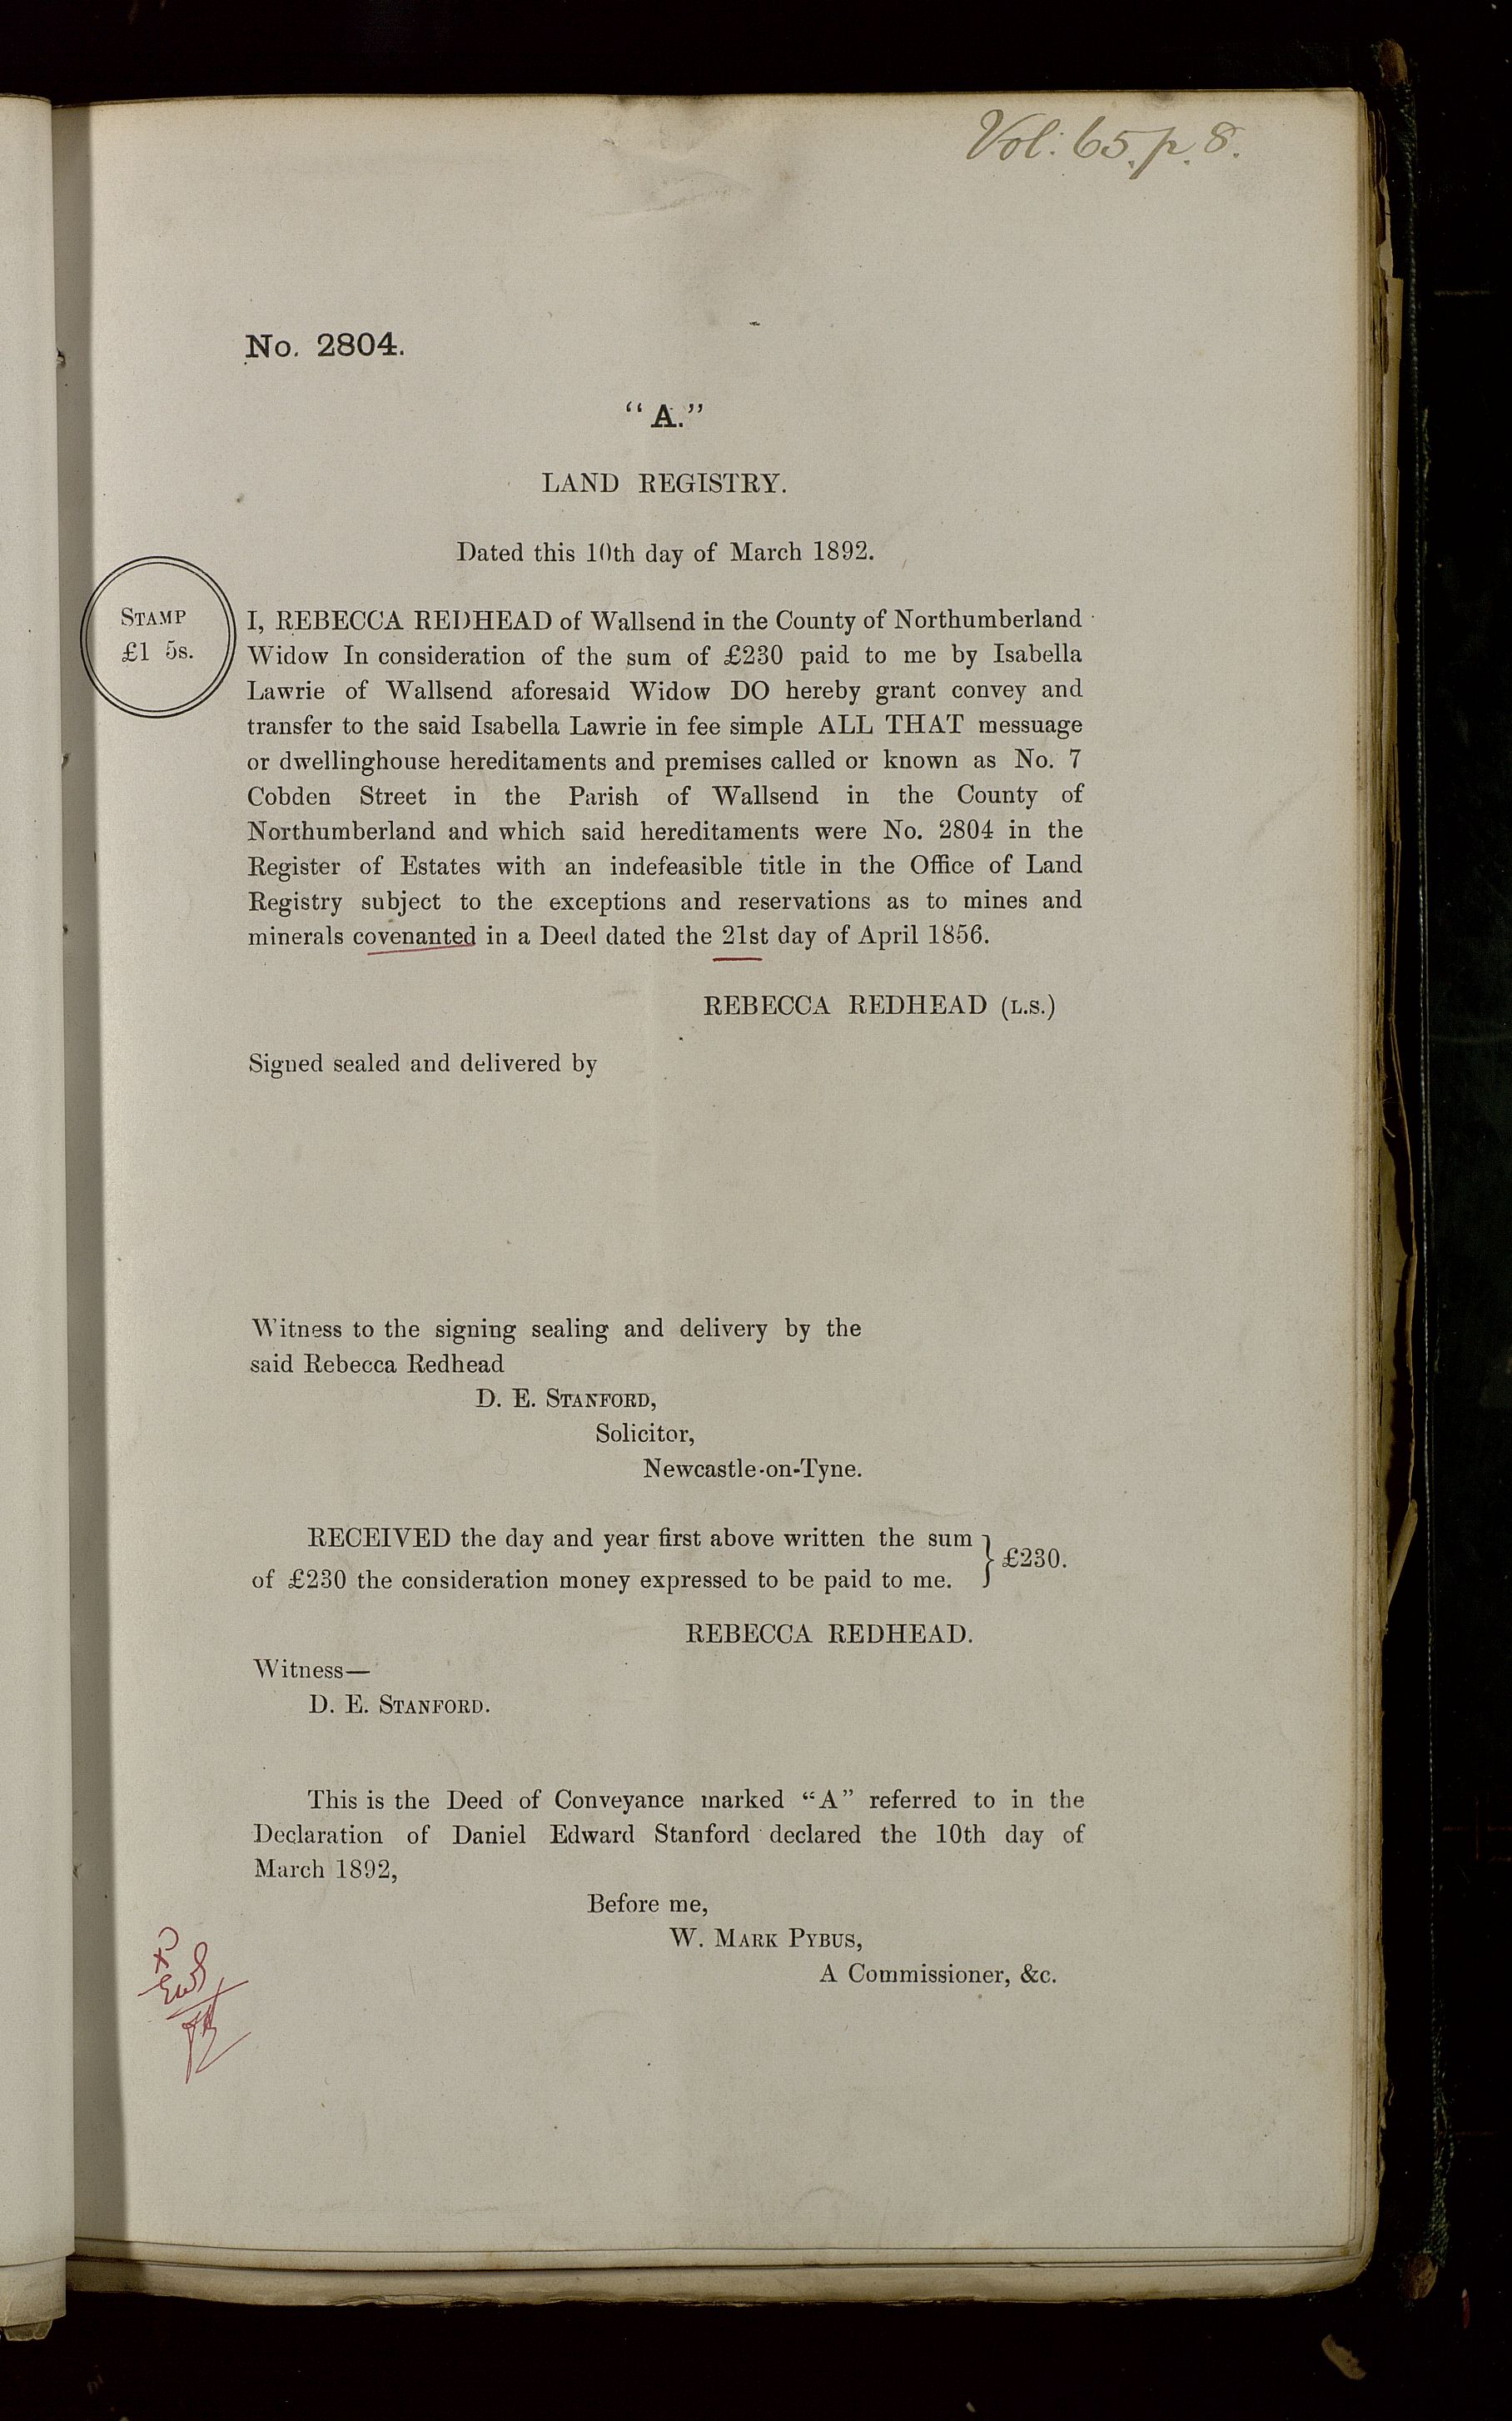 Vol: 65. p. 8.
No. 2804.
"A."
LAND REGISTRY.
Dated this 10th day of March 1892.
STAMP
£1 5s.
I, REBECCA REDHEAD of Wallsend in the County of Northumberland
Widow In consideration of the sum of £230 paid to me by Isabella
Lawrie of Wallsend aforesaid Widow DO hereby grant convey and
transfer to the said Isabella Lawrie in fee simple ALL THAT messuage
or dwellinghouse hereditaments and premises called or known as No. 7
Cobden Street in the Parish of Wallsend in the County of
Northumberland and which said hereditaments were No. 2804 in the
Register of Estates with an indefeasible title in the Office of Land
Registry subject to the exceptions and reservations as to mines and
minerals covenanted in a Deed dated the 21st day of April 1856.
REBECCA REDHEAD (L.S.)
Signed sealed and delivered by
Witness to the signing sealing and delivery by the
said Rebecca Redhead
D. E. STANFORD,
Solicitor,
Newcastle-on-Tyne.
RECEIVED the day and year first above written the sum
of £230 the consideration money expressed to be paid to me. } £230.
REBECCA REDHEAD.
Witness—
D. E. STANFORD.
This is the Deed of Conveyance marked "A" referred to in the
Declaration of Daniel Edward Stanford declared the 10th day of
March 1892,
Before me,
W. MARK PYBUS,
A Commissioner, &c.